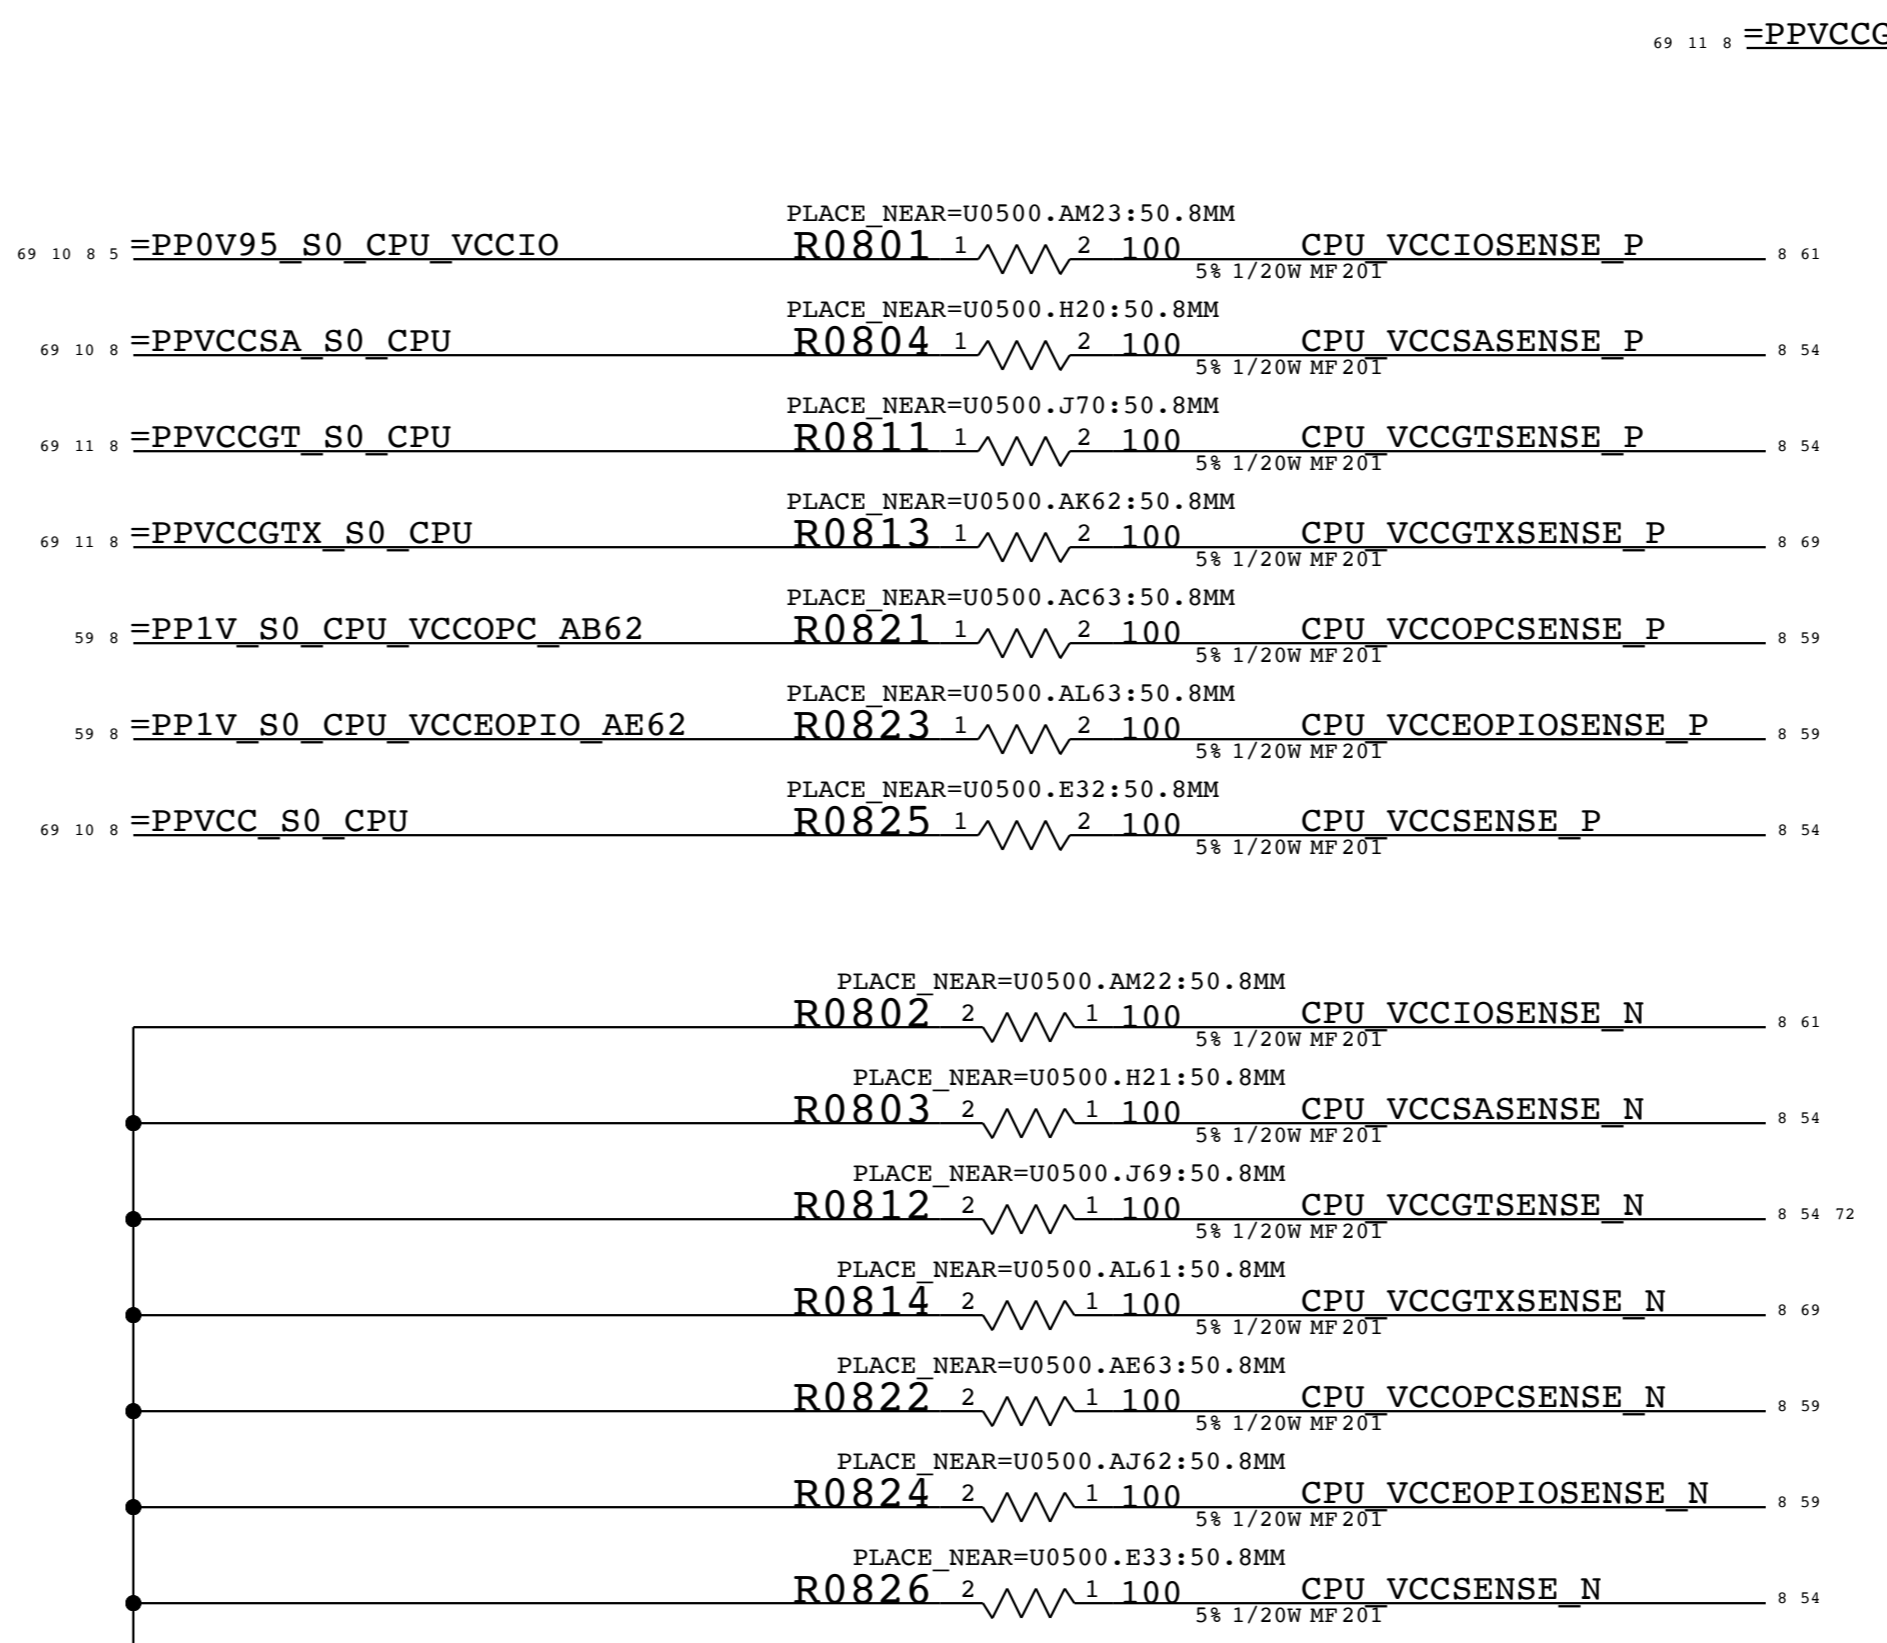 69 11 8 =PPVCCG
PLACE_NEAR=U0500.AM23:50.8MM
69 10 8 5 =PP0V95_S0_CPU_VCCIO R0801 1 2 100 CPU_VCCIOSENSE_P 8 61
5% 1/20W MF 201
PLACE_NEAR=U0500.H20:50.8MM
69 10 8 =PPVCCSA_S0_CPU R0804 1 2 100 CPU_VCCSASENSE_P 8 54
5% 1/20W MF 201
PLACE_NEAR=U0500.J70:50.8MM
69 11 8 =PPVCCGT_S0_CPU R0811 1 2 100 CPU_VCCGTSENSE_P 8 54
5% 1/20W MF 201
PLACE_NEAR=U0500.AK62:50.8MM
69 11 8 =PPVCCGTX_S0_CPU R0813 1 2 100 CPU_VCCGTXSENSE_P 8 69
5% 1/20W MF 201
PLACE_NEAR=U0500.AC63:50.8MM
59 8 =PP1V_S0_CPU_VCCOPC_AB62 R0821 1 2 100 CPU_VCCOPCSENSE_P 8 59
5% 1/20W MF 201
PLACE_NEAR=U0500.AL63:50.8MM
59 8 =PP1V_S0_CPU_VCCEOPIO_AE62 R0823 1 2 100 CPU_VCCEOPIOSENSE_P 8 59
5% 1/20W MF 201
PLACE_NEAR=U0500.E32:50.8MM
69 10 8 =PPVCC_S0_CPU R0825 1 2 100 CPU_VCCSENSE_P 8 54
5% 1/20W MF 201
PLACE_NEAR=U0500.AM22:50.8MM
R0802 2 1 100 CPU_VCCIOSENSE_N 8 61
5% 1/20W MF 201
PLACE_NEAR=U0500.H21:50.8MM
R0803 2 1 100 CPU_VCCSASENSE_N 8 54
5% 1/20W MF 201
PLACE_NEAR=U0500.J69:50.8MM
R0812 2 1 100 CPU_VCCGTSENSE_N 8 54 72
5% 1/20W MF 201
PLACE_NEAR=U0500.AL61:50.8MM
R0814 2 1 100 CPU_VCCGTXSENSE_N 8 69
5% 1/20W MF 201
PLACE_NEAR=U0500.AE63:50.8MM
R0822 2 1 100 CPU_VCCOPCSENSE_N 8 59
5% 1/20W MF 201
PLACE_NEAR=U0500.AJ62:50.8MM
R0824 2 1 100 CPU_VCCEOPIOSENSE_N 8 59
5% 1/20W MF 201
PLACE_NEAR=U0500.E33:50.8MM
R0826 2 1 100 CPU_VCCSENSE_N 8 54
5% 1/20W MF 201